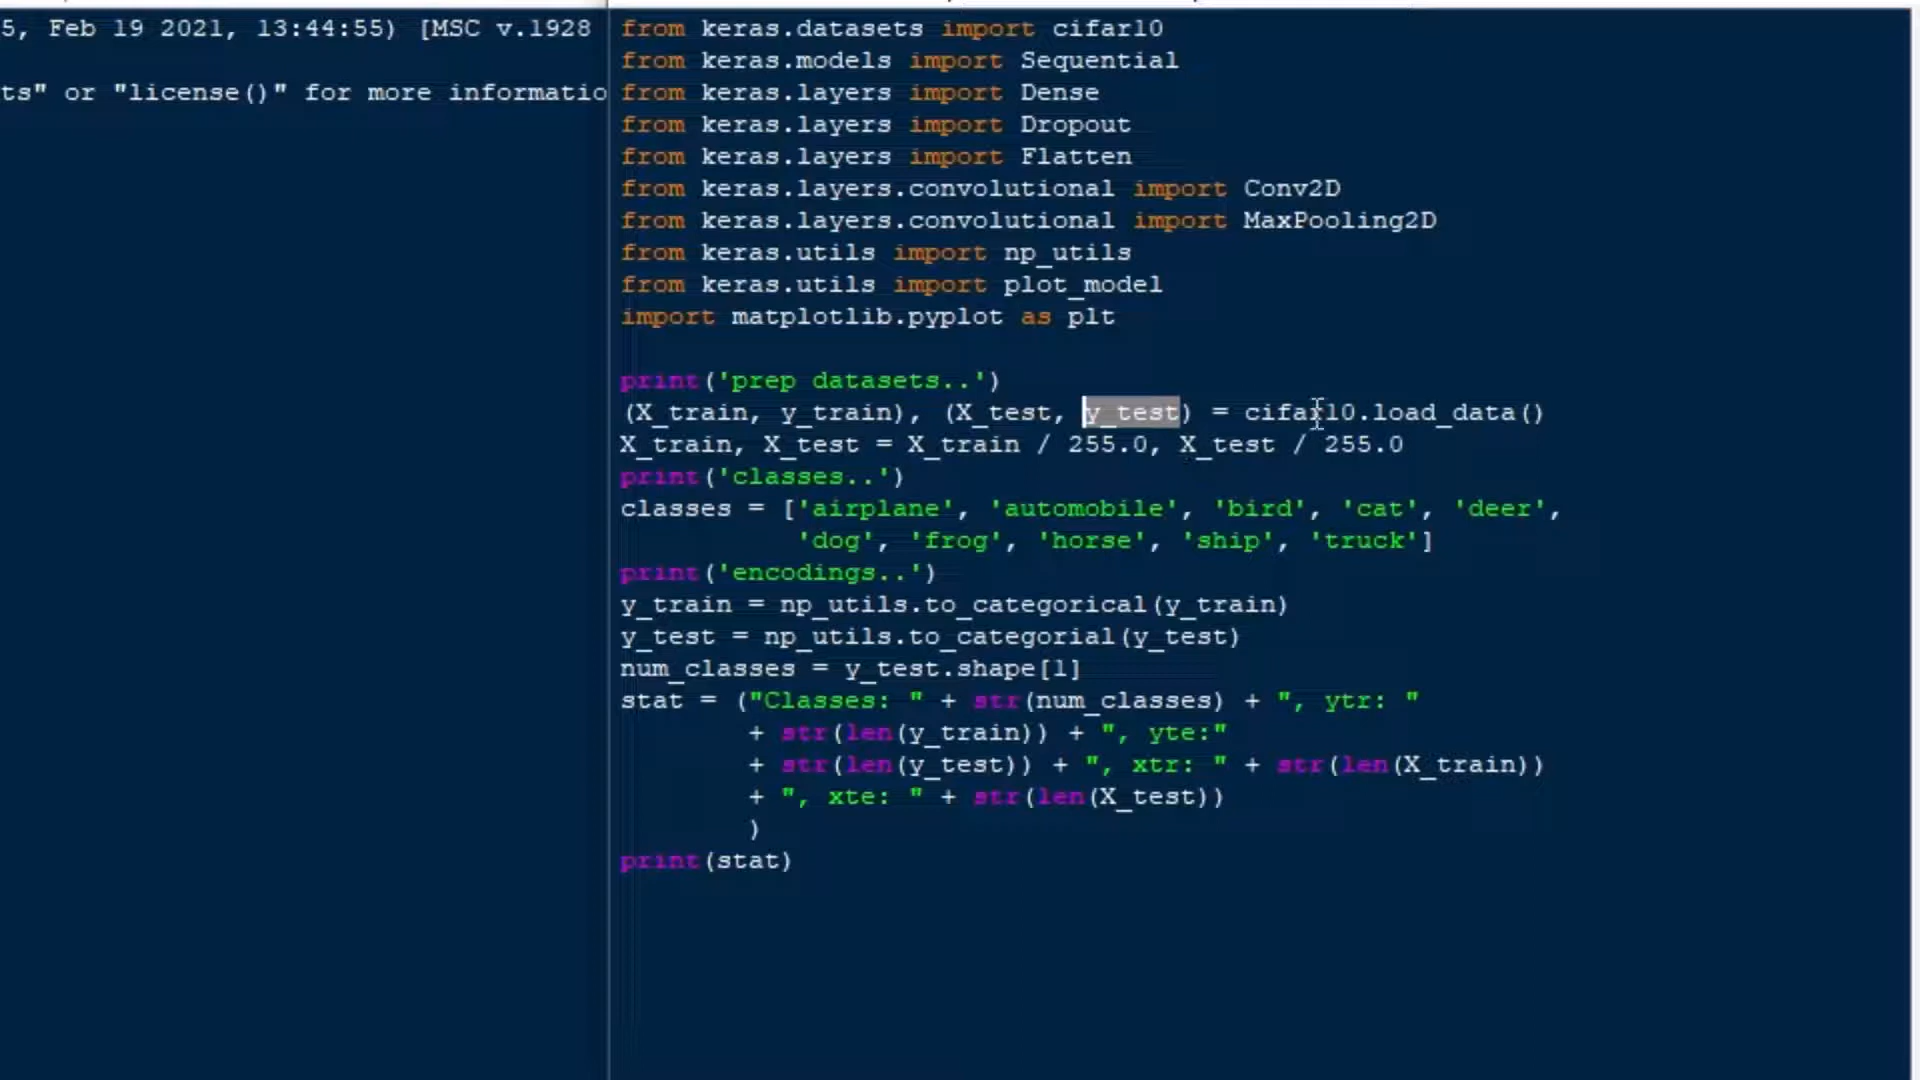 5, Feb 19 2021, 13:44:55) [MSC v.1928
ts" or "license()" for more informatio
from keras.datasets import cifar10
from keras.models import Sequential
from keras.layers import Dense
from keras.layers import Dropout
from keras.layers import Flatten
from keras.layers.convolutional import Conv2D
from keras.layers.convolutional import MaxPooling2D
from keras.utils import np_utils
from keras.utils import plot_model
import matplotlib.pyplot as plt
print('prep datasets..')
(X_train, y_train), (X_test, y_test) = cifar10.load_data()
X_train, X_test = X_train / 255.0, X_test / 255.0
print('classes..')
classes = ['airplane', 'automobile', 'bird', 'cat', 'deer',
'dog', 'frog', 'horse', 'ship', 'truck']
print('encodings..')
y_train = np_utils.to_categorical(y_train)
y_test = np_utils.to_categorial(y_test)
num_classes = y_test.shape[1]
stat = ("Classes: " + str(num_classes) + ", ytr: "
+ str(len(y_train)) + ", yte:"
+ str(len(y_test)) + ", xtr: " + str(len(X_train))
+ ", xte: " + str(len(X_test))
)
print(stat)